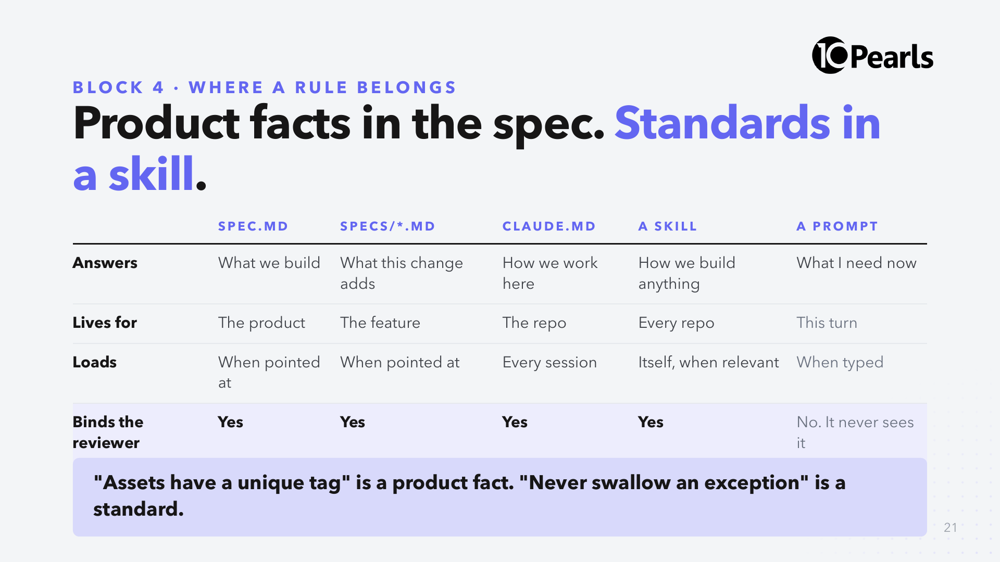 10Pearls
BLOCK 4 · WHERE A RULE BELONGS
Product facts in the spec. Standards in
a skill.
SPEC.MD SPECS/*.MD CLAUDE.MD A SKILL A PROMPT
Answers What we build What this change adds How we work here How we build anything What I need now
Lives for The product The feature The repo Every repo This turn
Loads When pointed at When pointed at Every session Itself, when relevant When typed
Binds the reviewer Yes Yes Yes Yes No. It never sees it
"Assets have a unique tag" is a product fact. "Never swallow an exception" is a
standard.
21